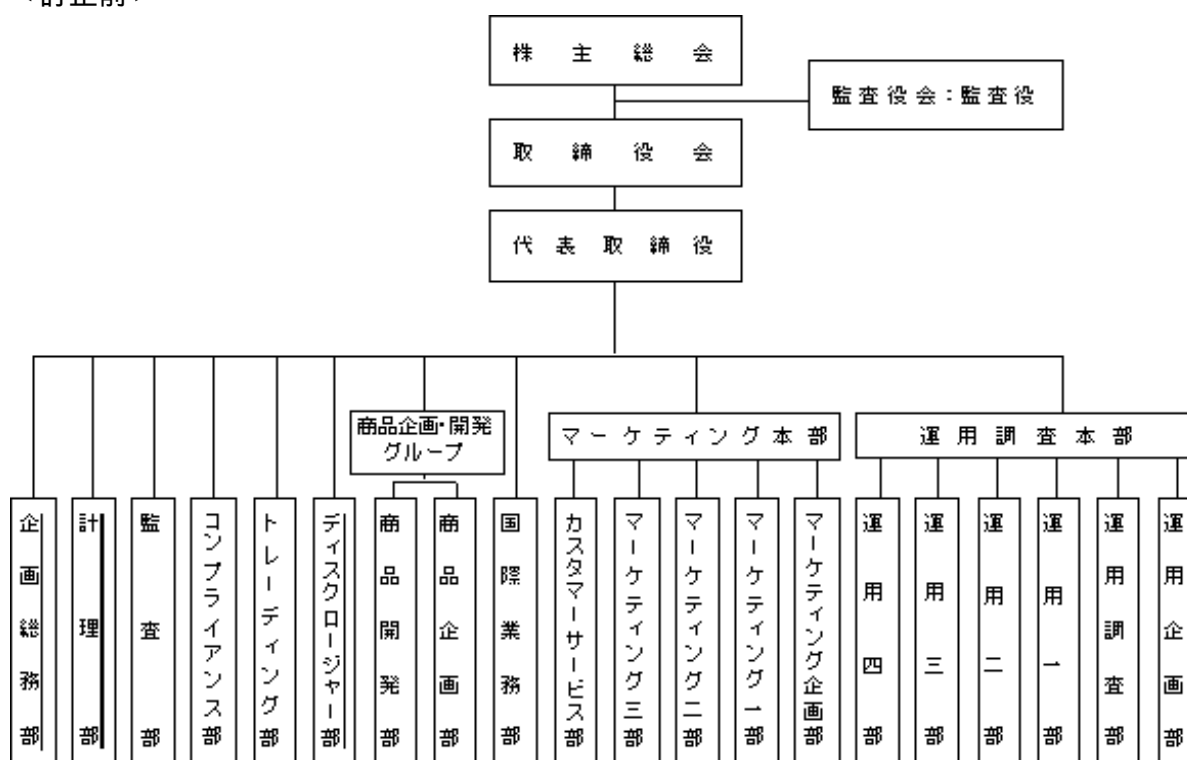 <訂正前>
株主総会
監査役会:監査役
取締役会
代表取締役
商品企画・開発
グループ
マーケティング本部
運用調査本部
企画総務部
計理部
監査部
コンプライアンス部
トレーディング部
ディスクロージャー部
商品開発部
商品企画部
国際業務部
カスタマーサービス部
マーケティング三部
マーケティング二部
マーケティング一部
マーケティング企画部
運用四部
運用三部
運用二部
運用一部
運用調査部
運用企画部